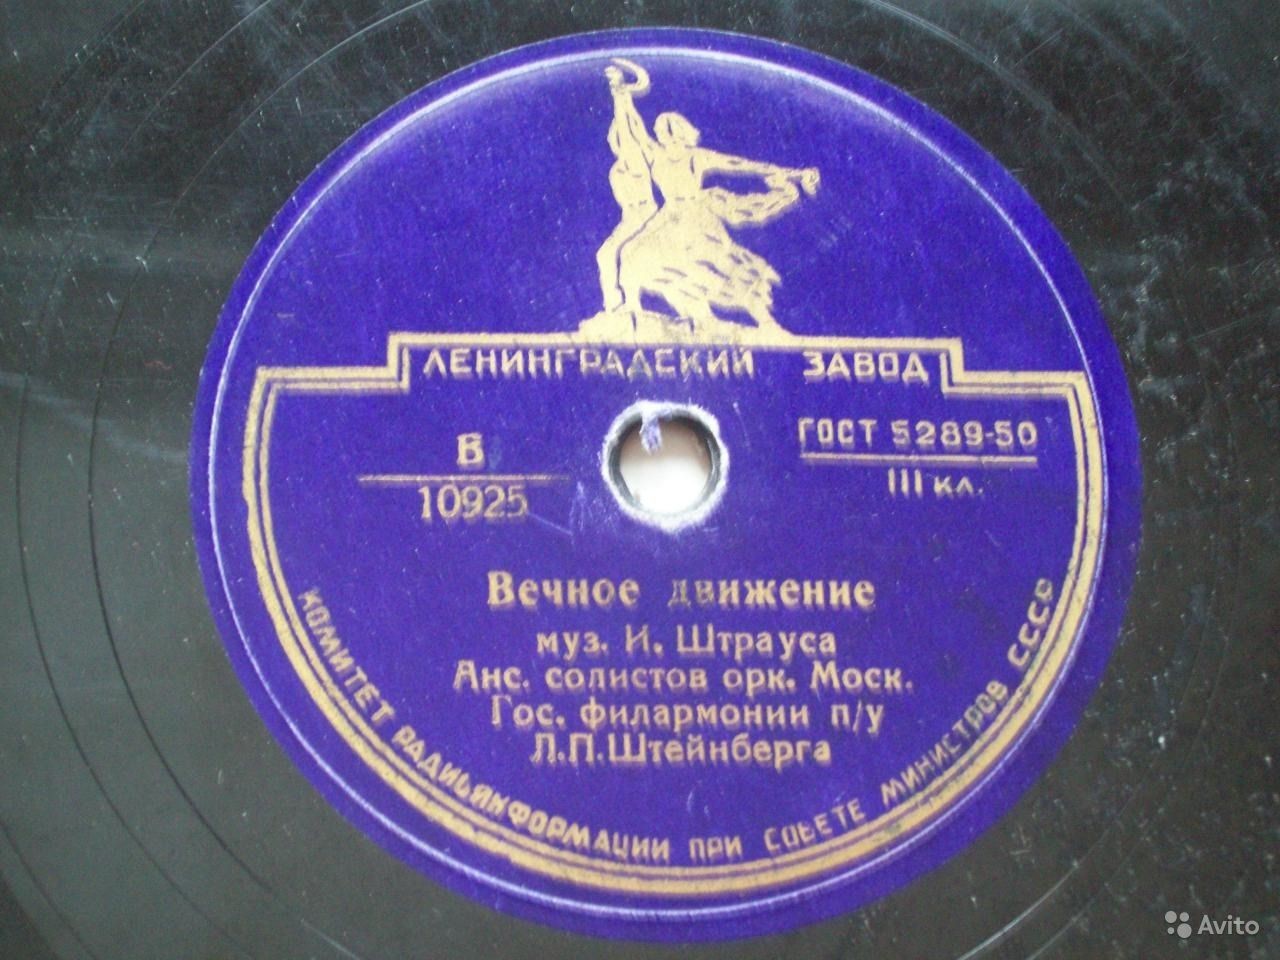 ЛЕНИНГРАДСКИЙ ЗАВОД
В
10925
ГОСТ 5289-50
III кл.
Вечное движение
муз. И. Штрауса
Анс. солистов орк. Моск.
Гос. филармонии п/у
Л.П.Штейнберга
КОМИТЕТ РАДИОИНФОРМАЦИИ ПРИ СОВЕТЕ МИНИСТРОВ СССР
Avito